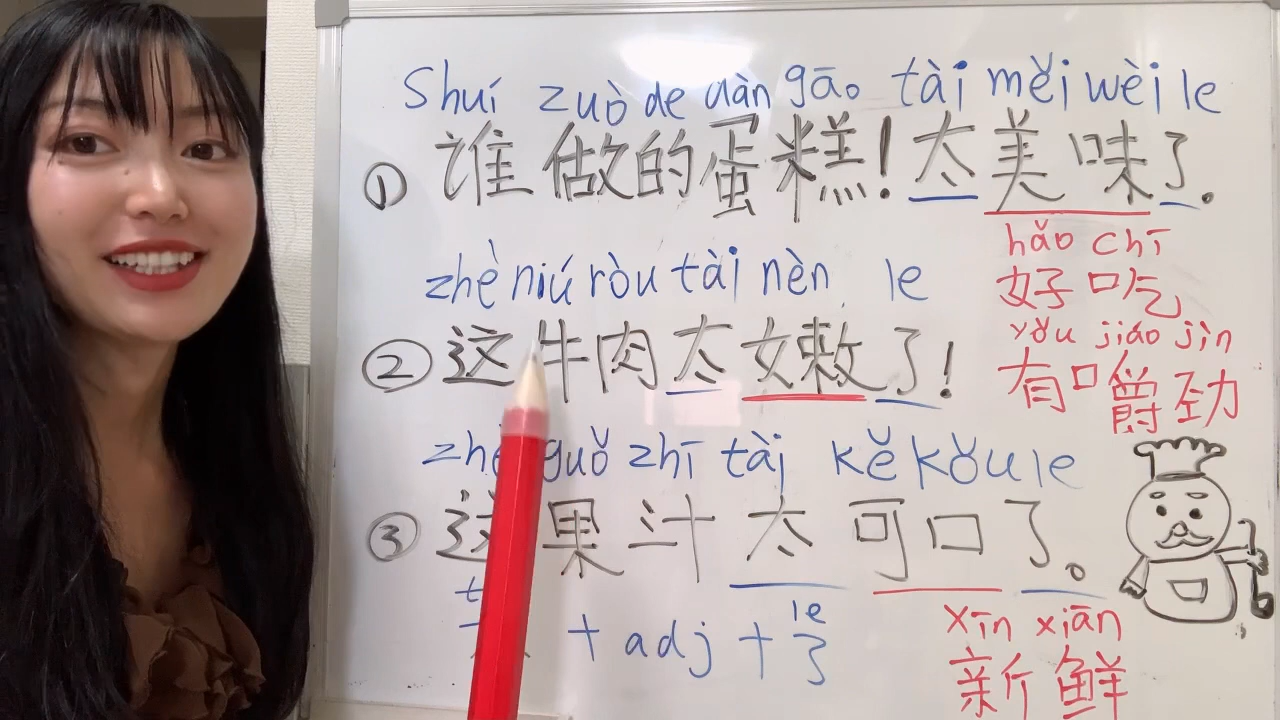 Shuí zuò de dàn gāo tài měi wèi le
① 谁做的蛋糕!太美味了.
hǎo chī
好吃
zhè niú ròu tài nèn le
② 这牛肉太嫩了!
yǒu jiáo jìn
有嚼劲
zhè guǒ zhī tài kě kǒu le
③ 这果汁太可口了。
le
+ adj + 了
xīn xiān
新鲜